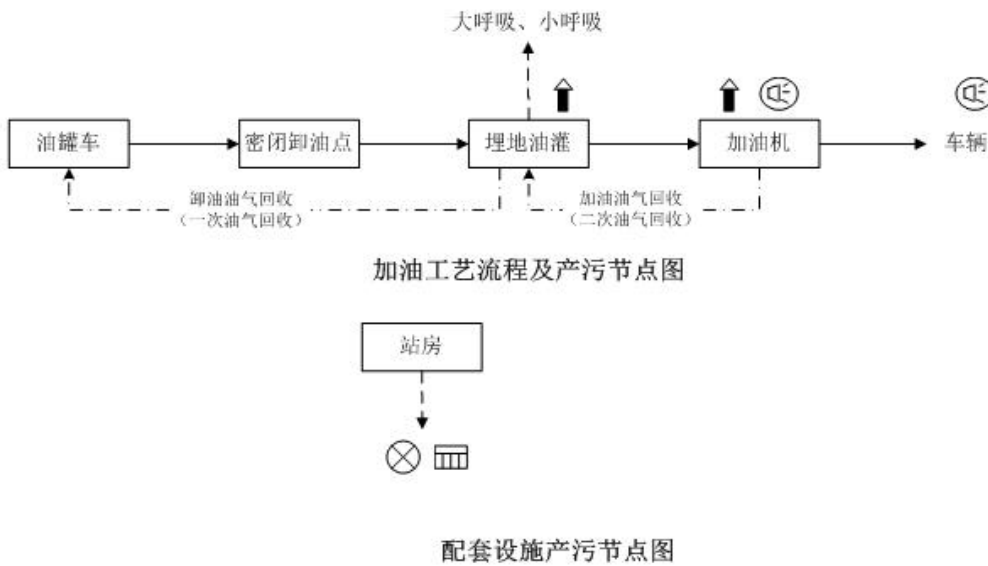 大呼吸、小呼吸
油罐车
密闭卸油点
埋地油灌
加油机
车辆
卸油油气回收
（一次油气回收）
加油油气回收
（二次油气回收）
加油工艺流程及产污节点图
站房
配套设施产污节点图